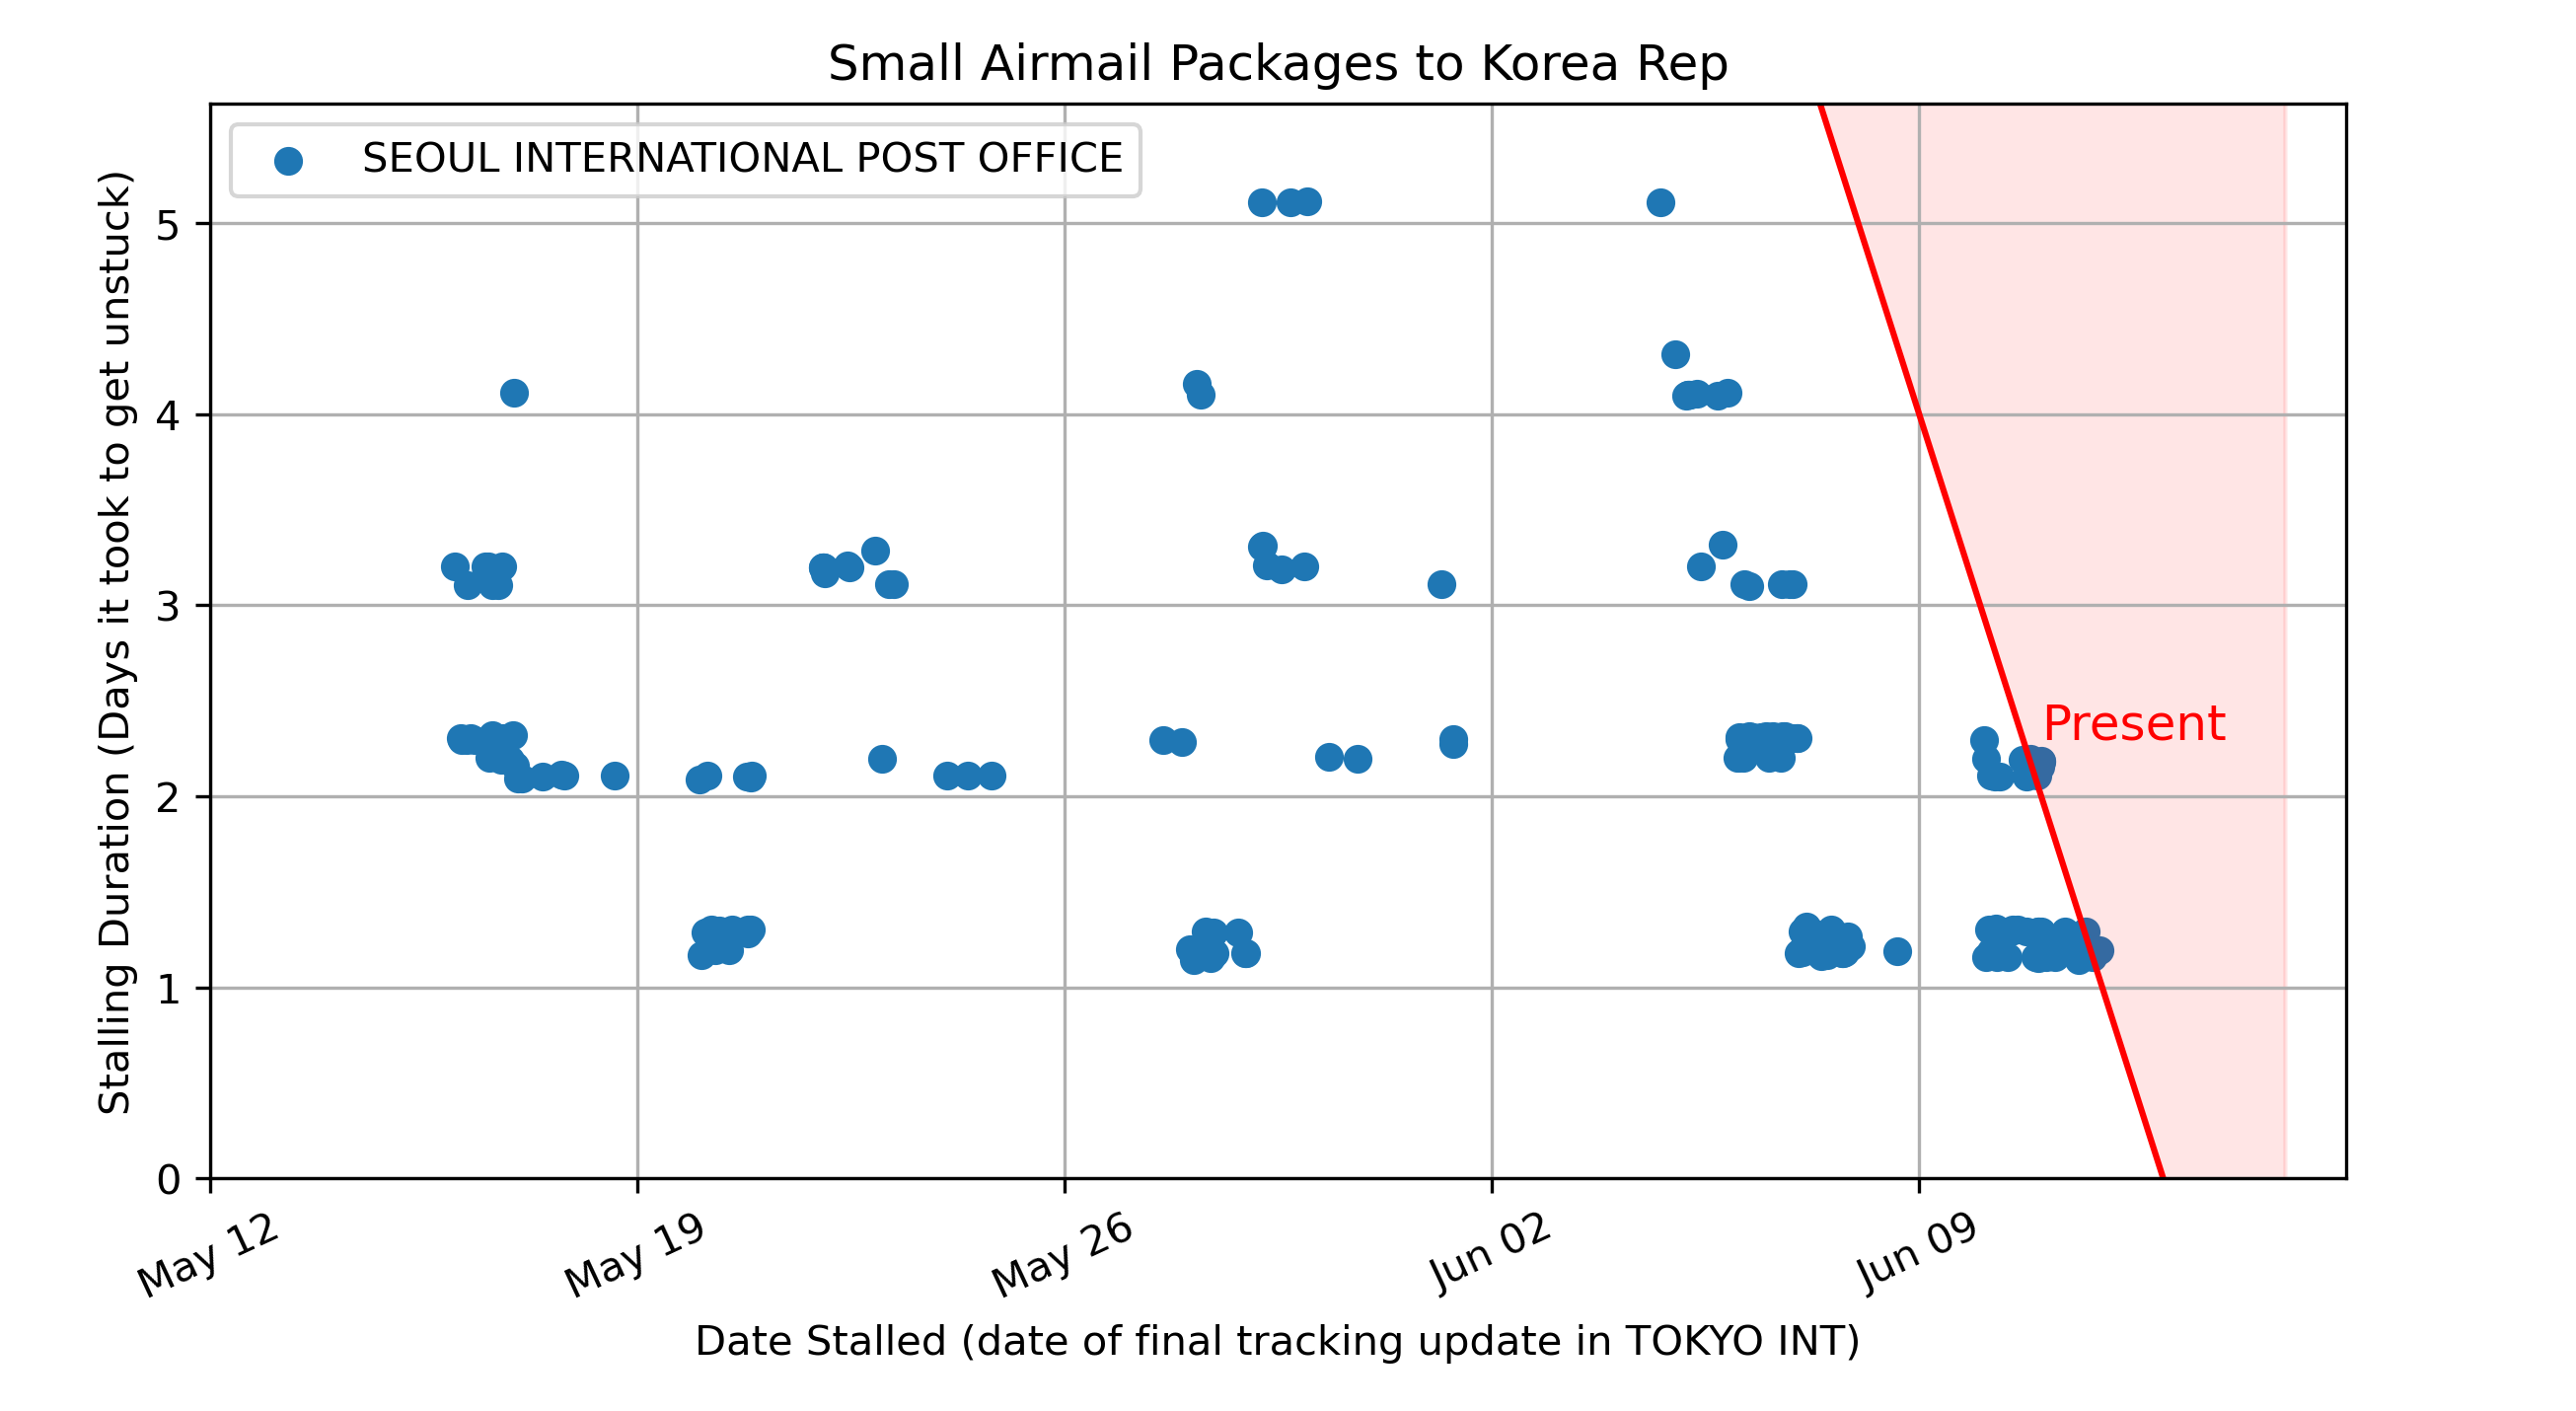 Small Airmail Packages to Korea Rep
SEOUL INTERNATIONAL POST OFFICE
Stalling Duration (Days it took to get unstuck)
5
4
3
2
1
0
Present
May 12
May 19
May 26
Jun 02
Jun 09
Date Stalled (date of final tracking update in TOKYO INT)